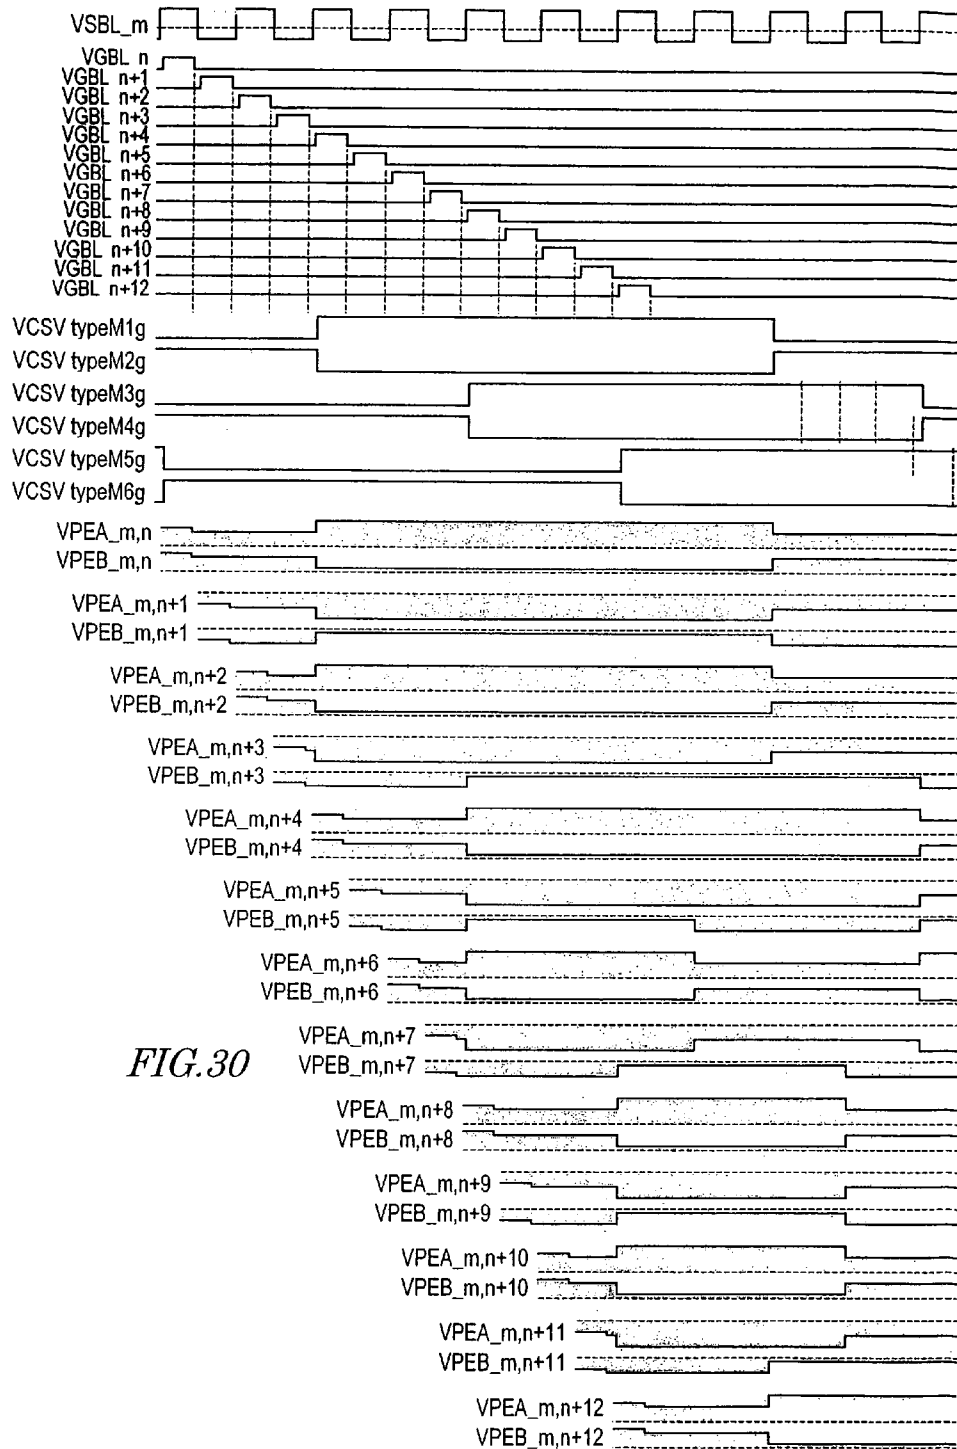 VSBL_m
VGBL n
VGBL n+1
VGBL n+2
VGBL n+3
VGBL n+4
VGBL n+5
VGBL n+6
VGBL n+7
VGBL n+8
VGBL n+9
VGBL n+10
VGBL n+11
VGBL n+12
VCSV typeM1g
VCSV typeM2g
VCSV typeM3g
VCSV typeM4g
VCSV typeM5g
VCSV typeM6g
VPEA_m,n
VPEB_m,n
VPEA_m,n+1
VPEB_m,n+1
VPEA_m,n+2
VPEB_m,n+2
VPEA_m,n+3
VPEB_m,n+3
VPEA_m,n+4
VPEB_m,n+4
VPEA_m,n+5
VPEB_m,n+5
VPEA_m,n+6
VPEB_m,n+6
VPEA_m,n+7
VPEB_m,n+7
FIG.30
VPEA_m,n+8
VPEB_m,n+8
VPEA_m,n+9
VPEB_m,n+9
VPEA_m,n+10
VPEB_m,n+10
VPEA_m,n+11
VPEB_m,n+11
VPEA_m,n+12
VPEB_m,n+12